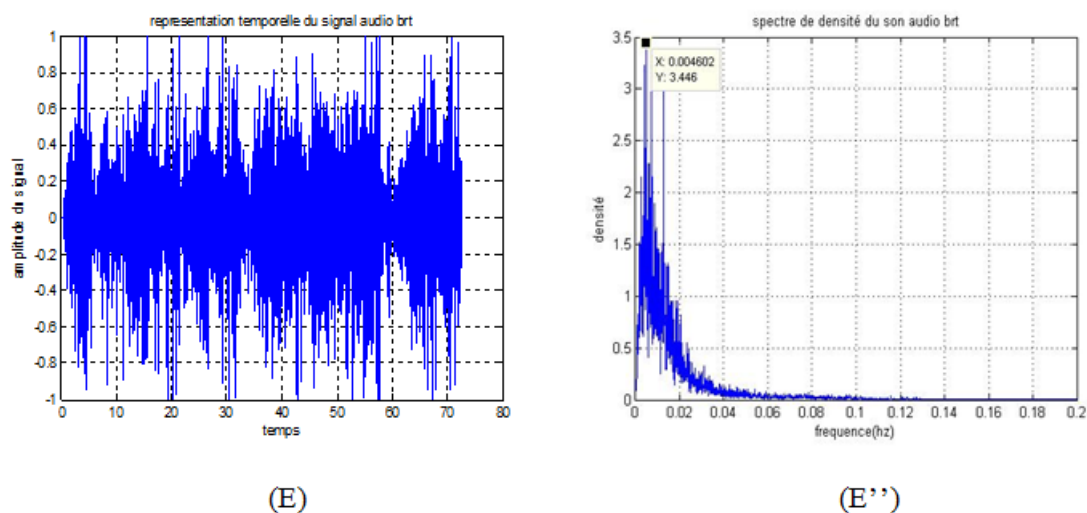 representation temporelle du signal audio brt
1
0.8
0.6
0.4
0.2
0
-0.2
-0.4
-0.6
-0.8
-1
amplitude du signal
0 10 20 30 40 50 60 70 80
temps
(E)
spectre de densité du son audio brt
3.5
3
2.5
2
1.5
1
0.5
0
densité
X: 0.004602
Y: 3.446
0 0.02 0.04 0.06 0.08 0.1 0.12 0.14 0.16 0.18 0.2
frequence(hz)
(E’’)